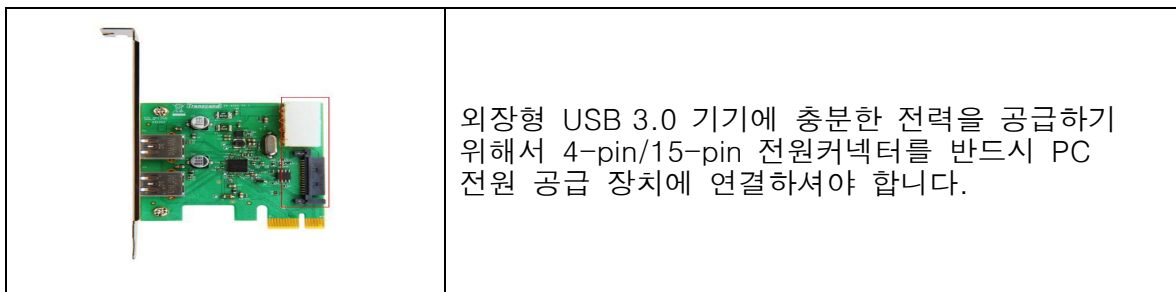 Transcend
외장형 USB 3.0 기기에 충분한 전력을 공급하기
위해서 4-pin/15-pin 전원커넥터를 반드시 PC
전원 공급 장치에 연결하셔야 합니다.